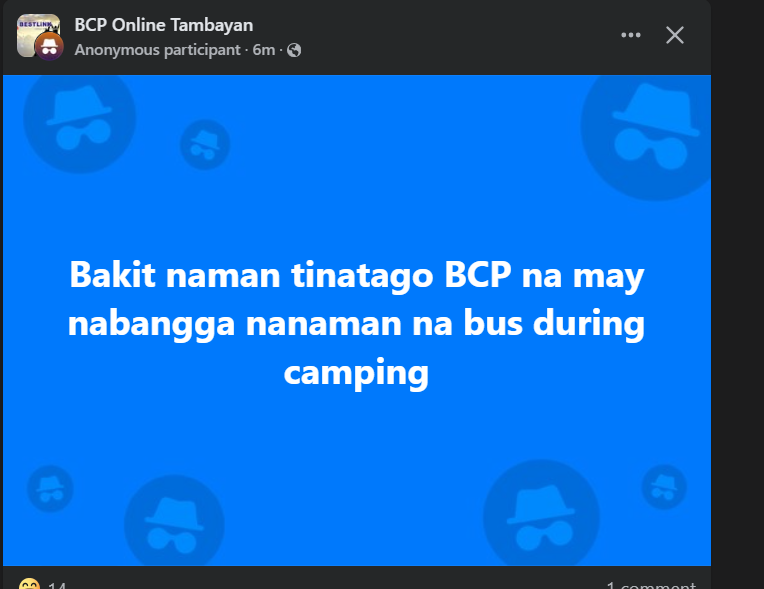 BESTLINK
BCP Online Tambayan
Anonymous participant · 6m ·
Bakit naman tinatago BCP na may
nabangga nanaman na bus during
camping
14
1 comment